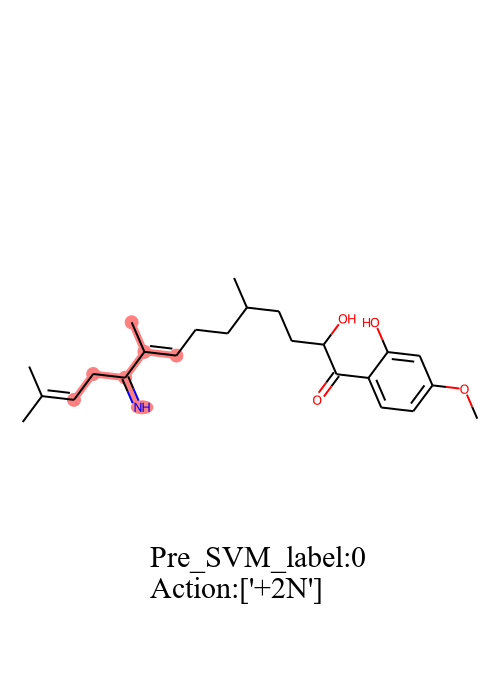 OH
HO
NH
O
O
Pre_SVM_label:0
Action:['+2N']